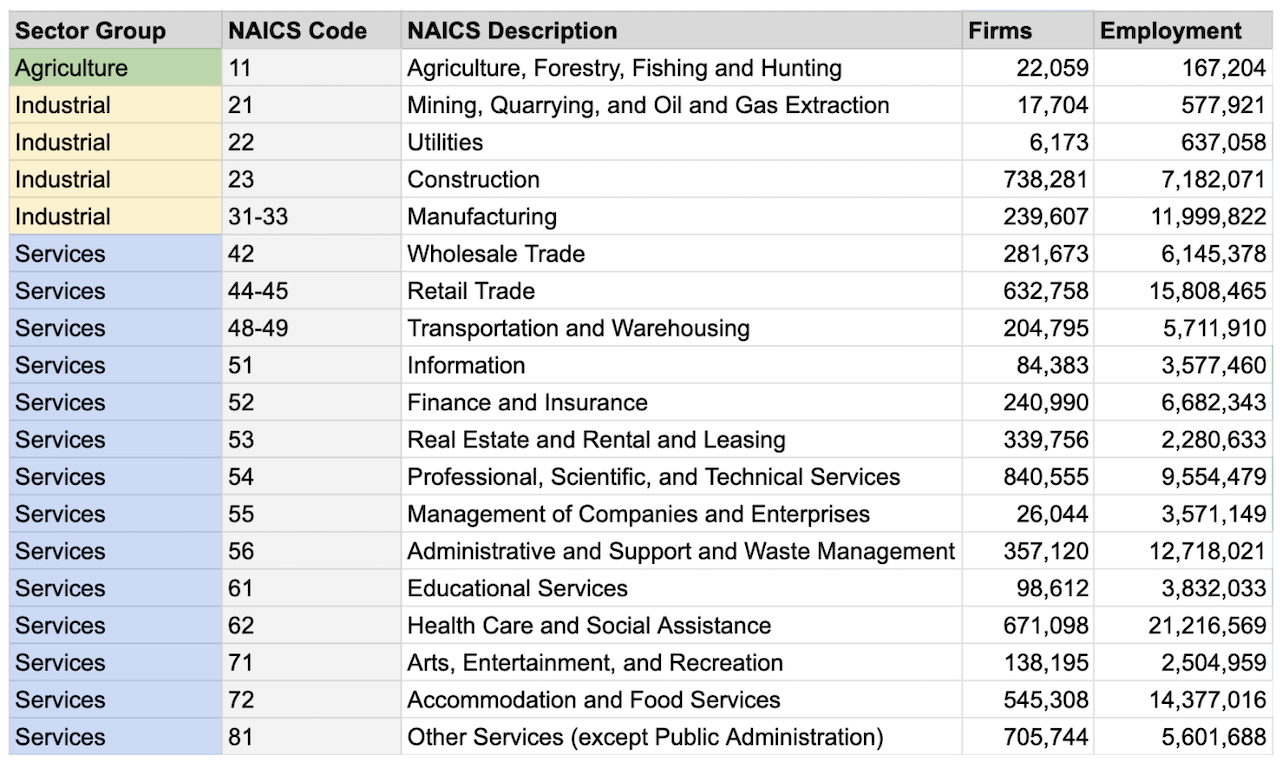 Sector Group NAICS Code NAICS Description Firms Employment
Agriculture 11 Agriculture, Forestry, Fishing and Hunting 22,059 167,204
Industrial 21 Mining, Quarrying, and Oil and Gas Extraction 17,704 577,921
Industrial 22 Utilities 6,173 637,058
Industrial 23 Construction 738,281 7,182,071
Industrial 31-33 Manufacturing 239,607 11,999,822
Services 42 Wholesale Trade 281,673 6,145,378
Services 44-45 Retail Trade 632,758 15,808,465
Services 48-49 Transportation and Warehousing 204,795 5,711,910
Services 51 Information 84,383 3,577,460
Services 52 Finance and Insurance 240,990 6,682,343
Services 53 Real Estate and Rental and Leasing 339,756 2,280,633
Services 54 Professional, Scientific, and Technical Services 840,555 9,554,479
Services 55 Management of Companies and Enterprises 26,044 3,571,149
Services 56 Administrative and Support and Waste Management 357,120 12,718,021
Services 61 Educational Services 98,612 3,832,033
Services 62 Health Care and Social Assistance 671,098 21,216,569
Services 71 Arts, Entertainment, and Recreation 138,195 2,504,959
Services 72 Accommodation and Food Services 545,308 14,377,016
Services 81 Other Services (except Public Administration) 705,744 5,601,688